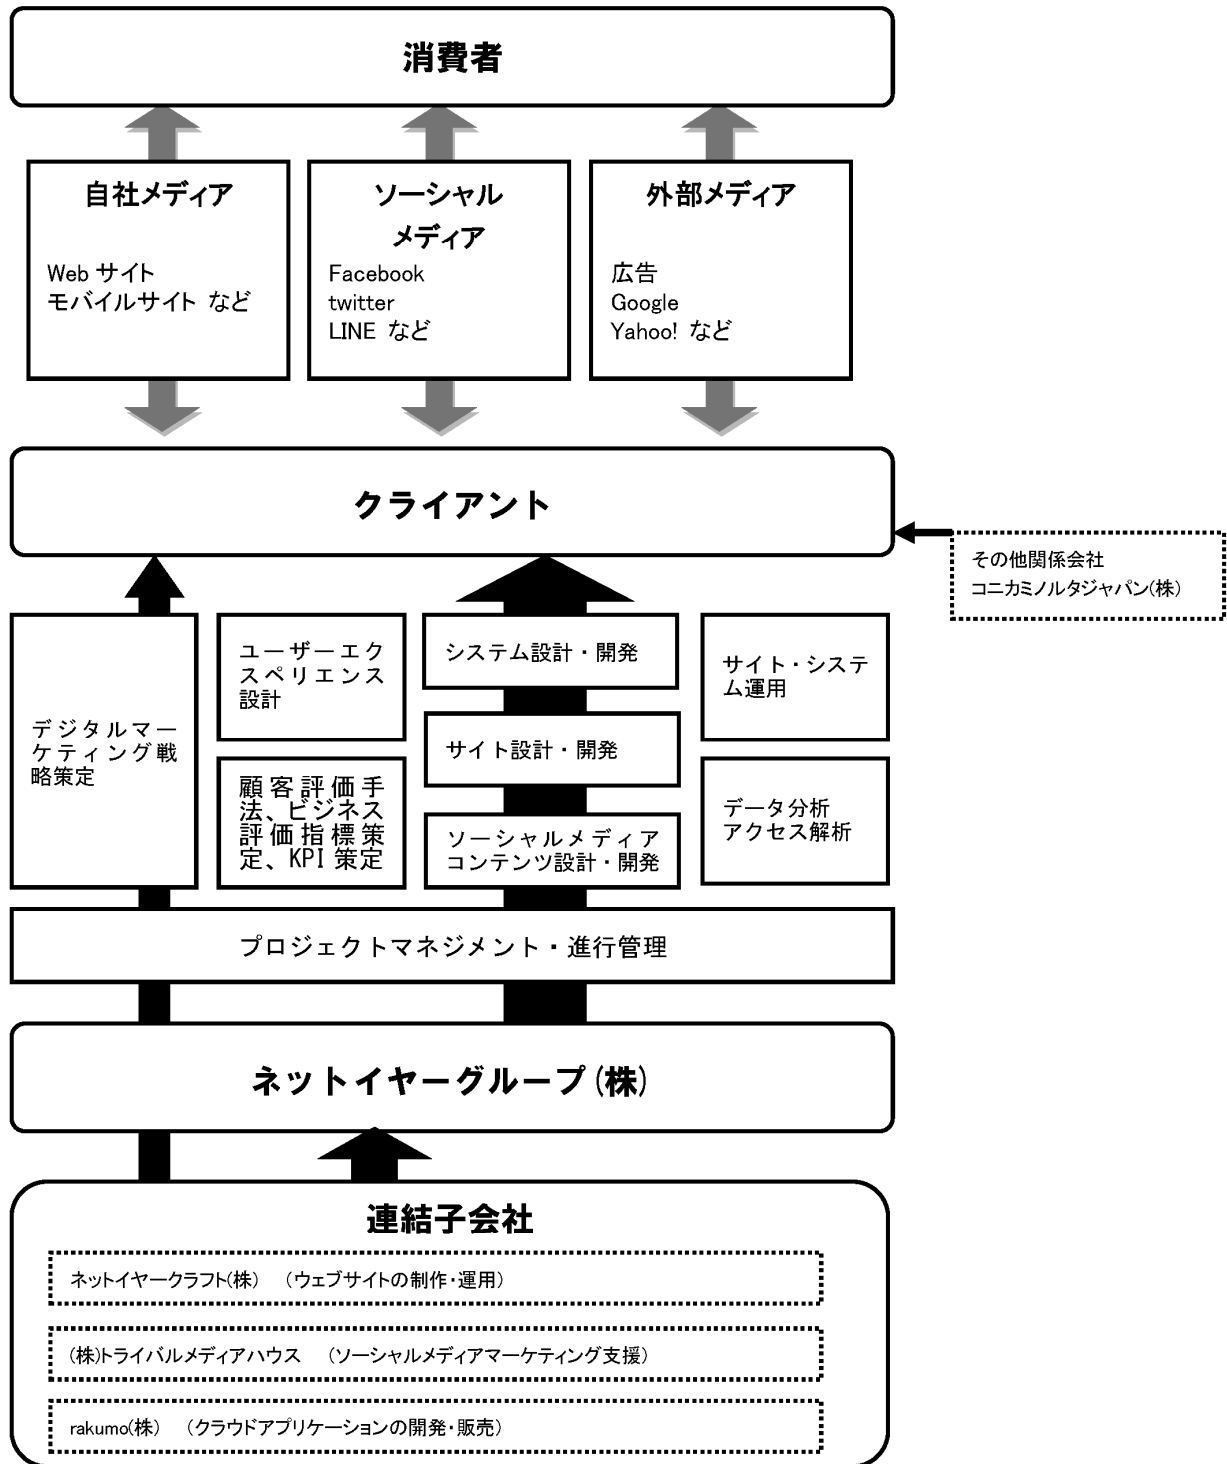 消費者
自社メディア
Web サイト
モバイルサイト など
ソーシャル
メディア
Facebook
twitter
LINE など
外部メディア
広告
Google
Yahoo! など
クライアント
その他関係会社
コニカミノルタジャパン(株)
デジタルマー
ケティング戦
略策定
ユーザーエク
スペリエンス
設計
顧客評価手
法、ビジネス
評価指標策
定、KPI 策定
システム設計・開発
サイト設計・開発
ソーシャルメディア
コンテンツ設計・開発
サイト・システ
ム運用
データ分析
アクセス解析
プロジェクトマネジメント・進行管理
ネットイヤーグループ(株)
連結子会社
ネットイヤークラフト(株) （ウェブサイトの制作・運用）
(株)トライバルメディアハウス （ソーシャルメディアマーケティング支援）
rakumo(株) （クラウドアプリケーションの開発・販売）